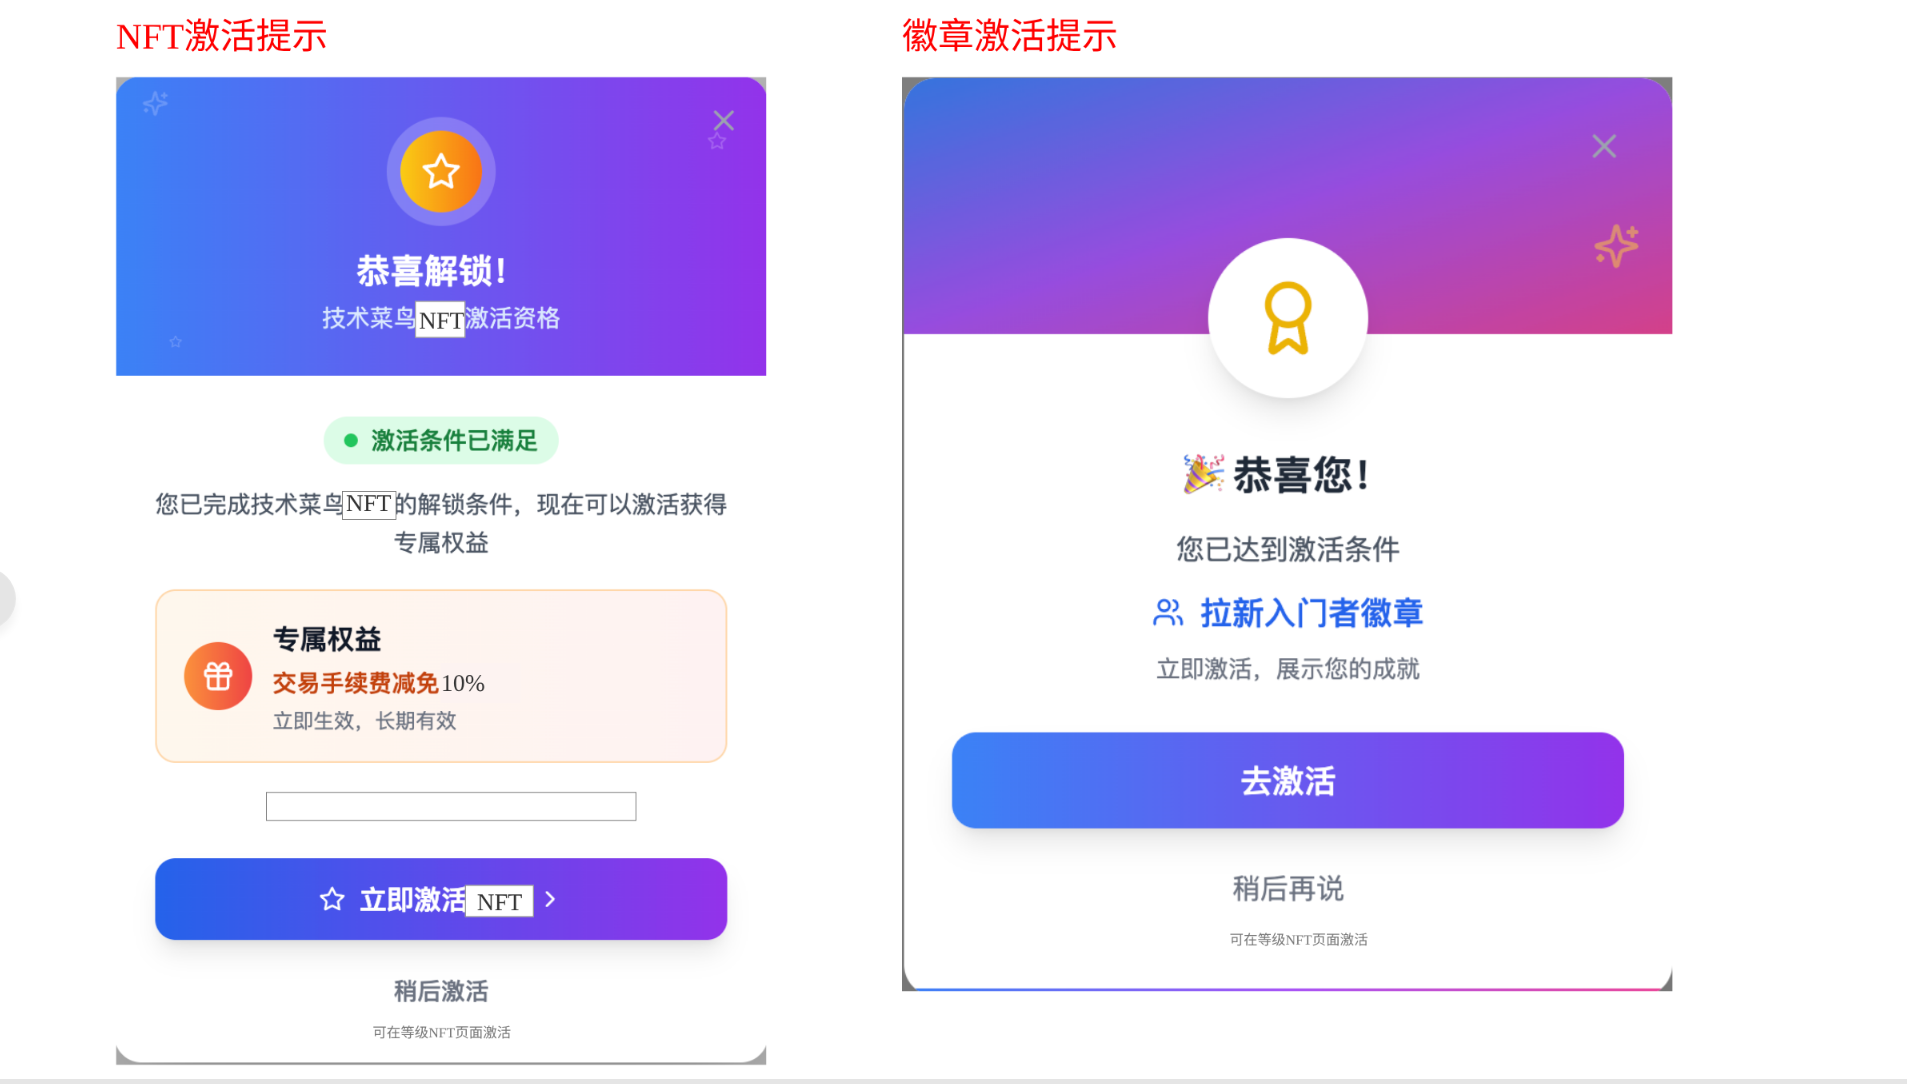 NFT激活提示
恭喜解锁！
技术菜鸟NFT激活资格
激活条件已满足
您已完成技术菜鸟NFT的解锁条件，现在可以激活获得
专属权益
专属权益
交易手续费减免10%
立即生效，长期有效
立即激活NFT
稍后激活
可在等级NFT页面激活
徽章激活提示
🎉 恭喜您！
您已达到激活条件
拉新入门者徽章
立即激活，展示您的成就
去激活
稍后再说
可在等级NFT页面激活